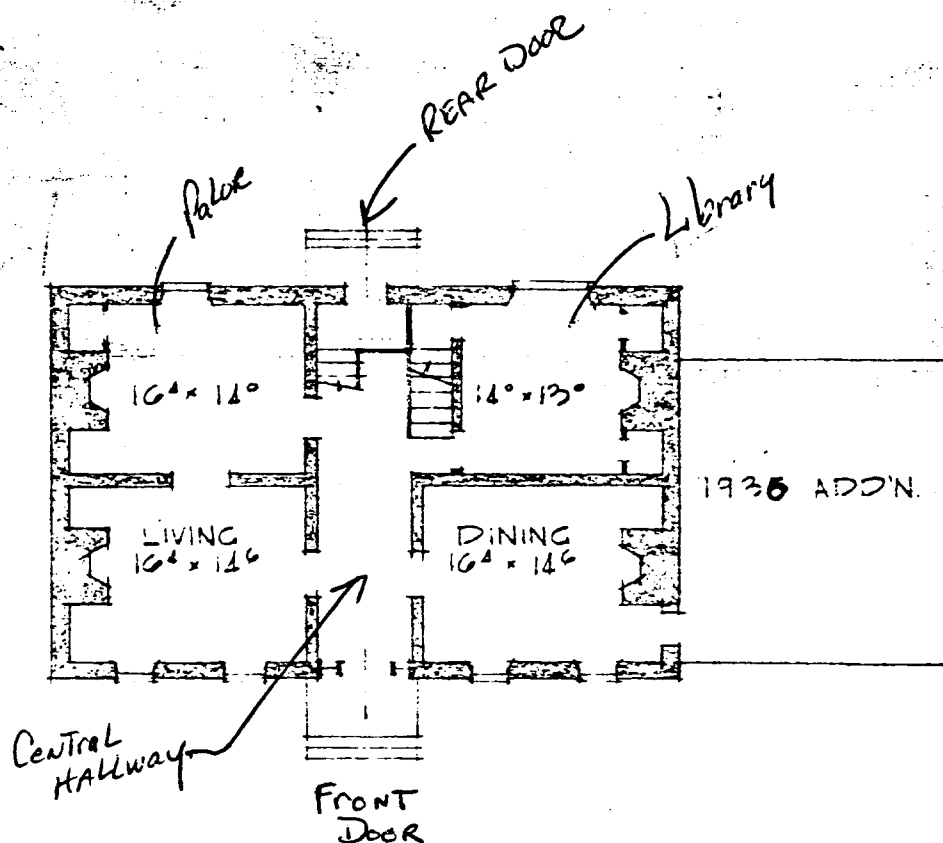 REAR DOOR
Palor
Library
16⁴ × 14⁰
14⁰ × 13⁰
LIVING
16⁴ × 14⁶
DINING
16⁴ × 14⁶
1936 ADD'N.
Central
Hallway
Front
Door